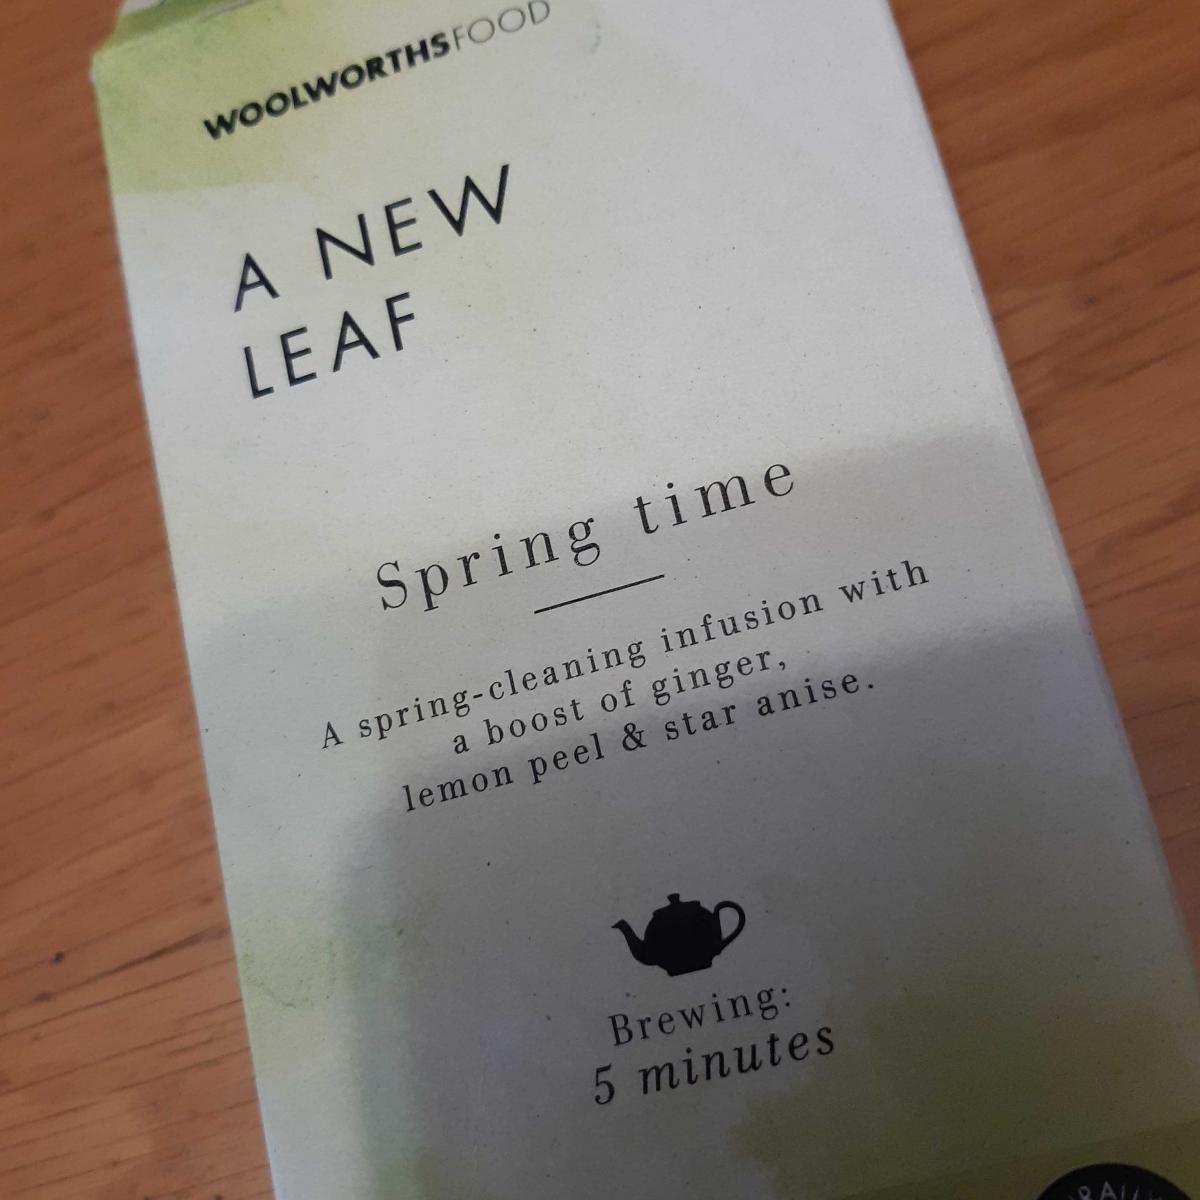 WOOLWORTHSFOOD
A NEW
LEAF
Spring time
A spring-cleaning infusion with
a boost of ginger,
lemon peel & star anise.
Brewing:
5 minutes